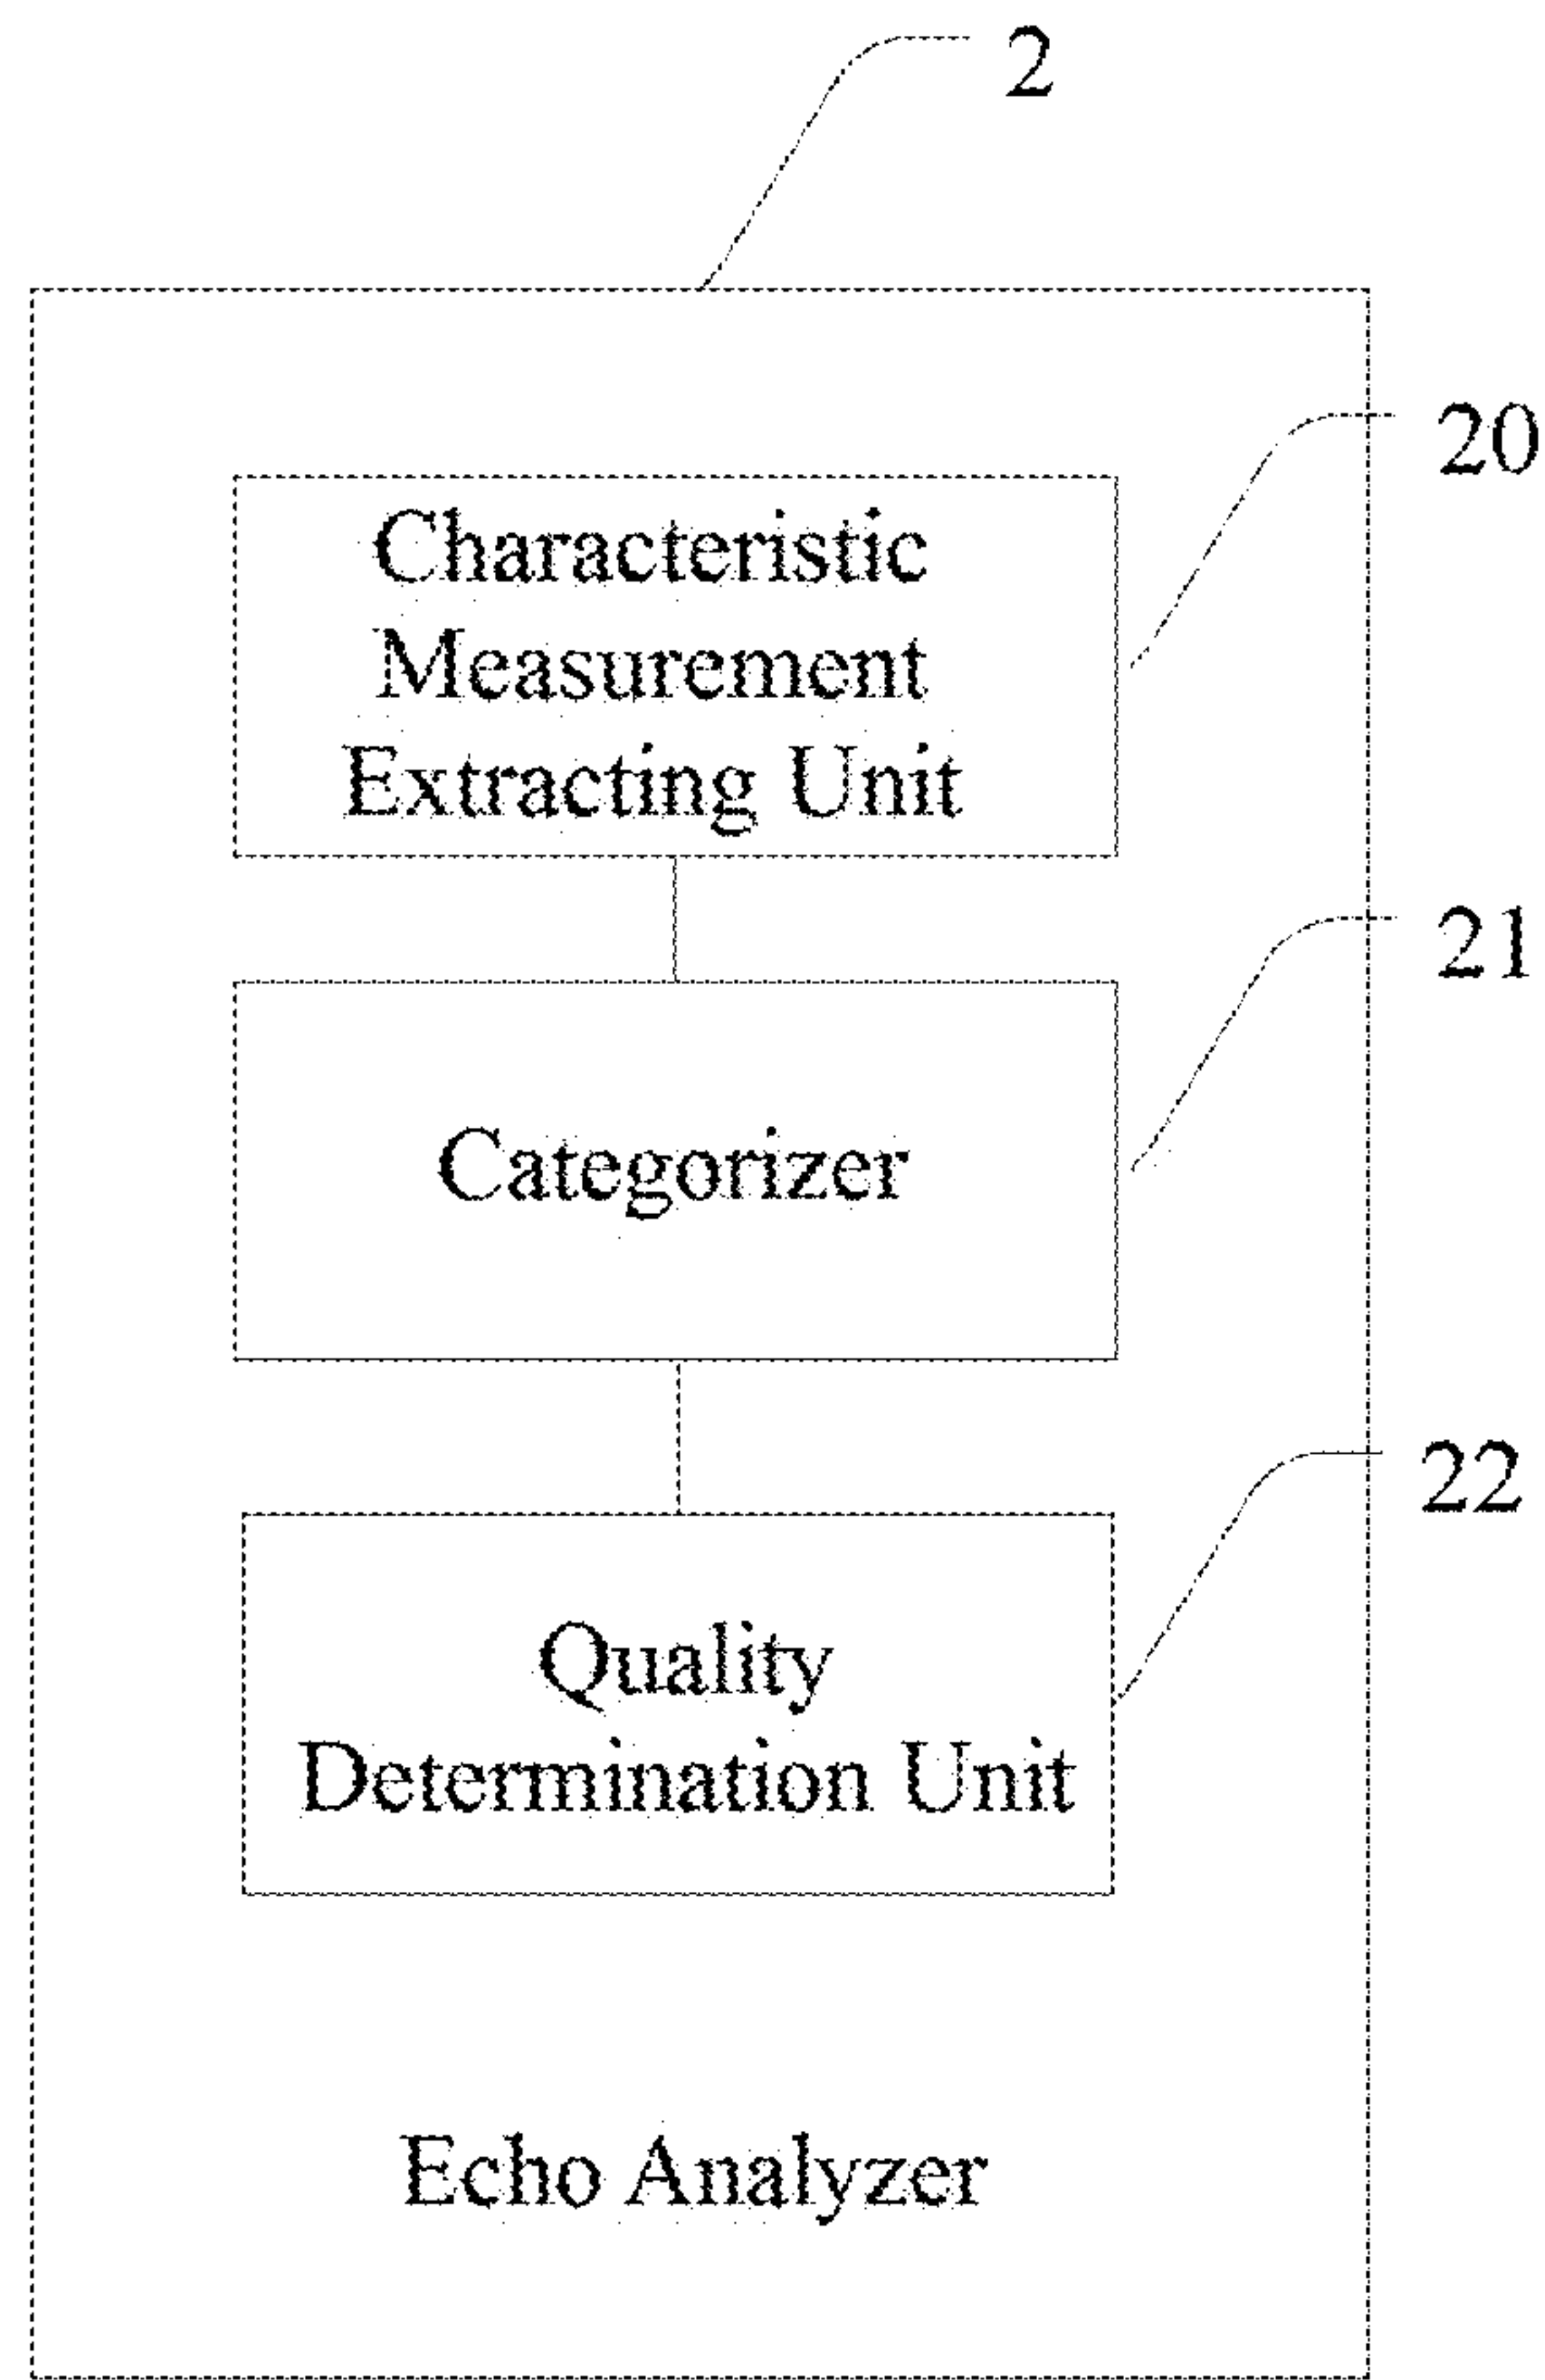 2
20
Characteristic
Measurement
Extracting Unit
21
Categorizer
22
Quality
Determination Unit
Echo Analyzer